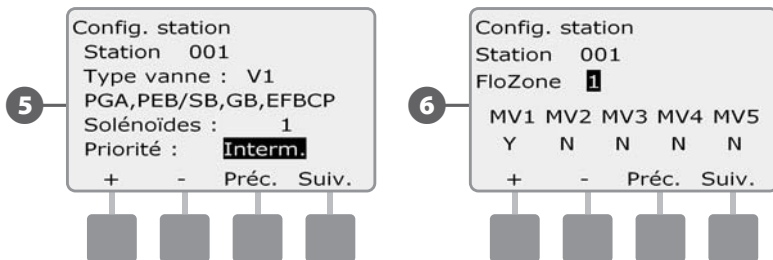 5
Config. station
Station 001
Type vanne : V1
PGA,PEB/SB,GB,EFBCP
Solénoïdes : 1
Priorité : Interm.
+ - Préc. Suiv.
6
Config. station
Station 001
FloZone 1
MV1 MV2 MV3 MV4 MV5
Y N N N N
+ - Préc. Suiv.